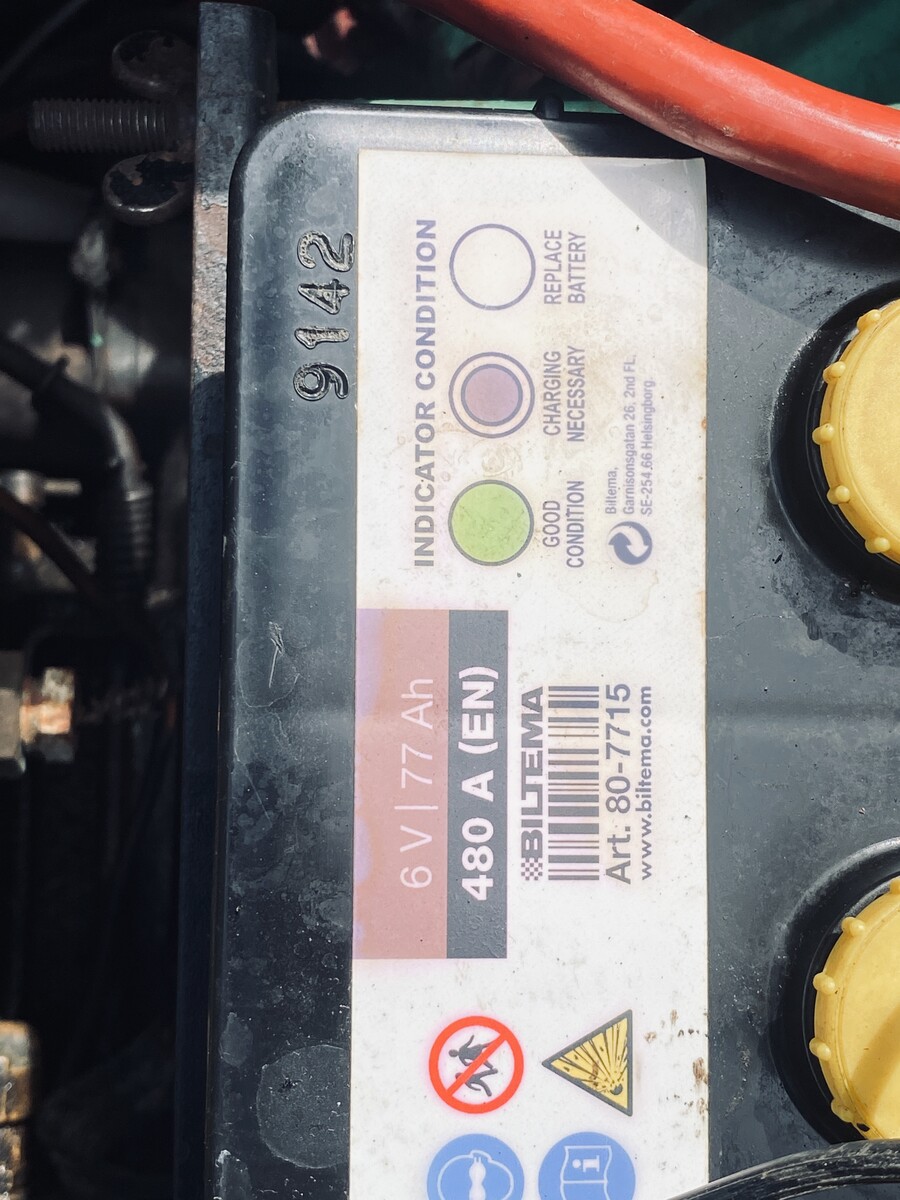 9142
INDICATOR CONDITION
GOOD
CONDITION
CHARGING
NECESSARY
REPLACE
BATTERY
Biltema,
Garnisonsgatan 26, 2nd FL,
SE-254 66 Helsingborg.
6 V | 77 Ah
480 A (EN)
BILTEMA
Art. 80-7715
www.biltema.com
i